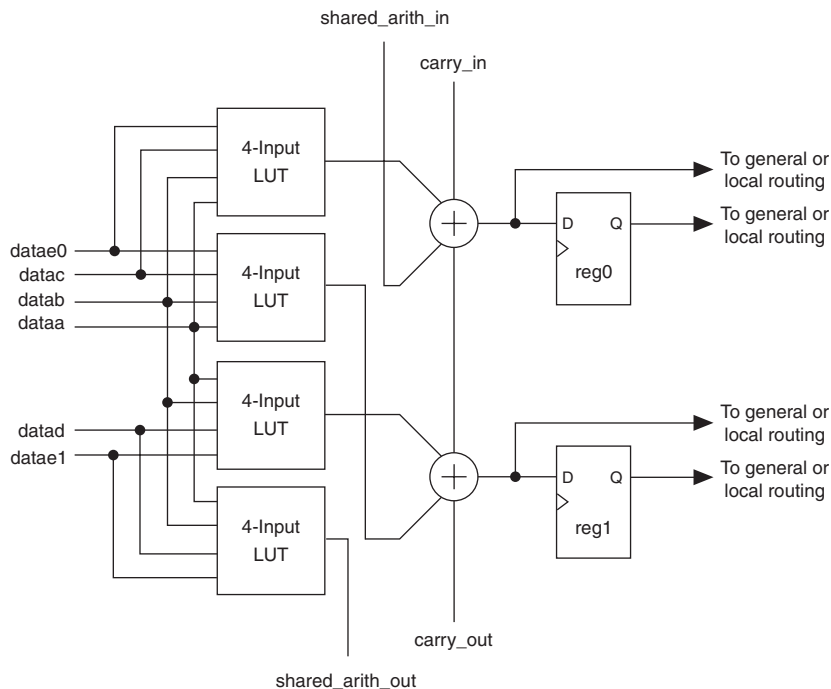 shared_arith_in
carry_in
4-Input
LUT
To general or
local routing
D Q
reg0
To general or
local routing
datae0
datac
datab
dataa
4-Input
LUT
4-Input
LUT
To general or
local routing
datad
datae1
D Q
reg1
To general or
local routing
4-Input
LUT
carry_out
shared_arith_out